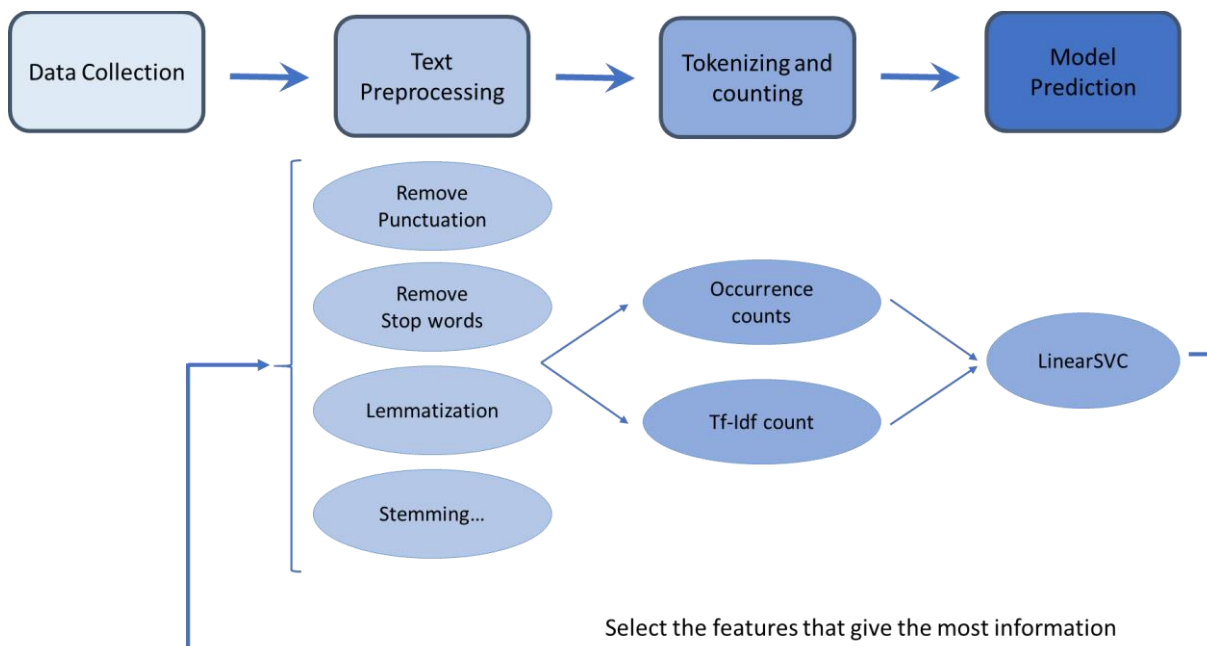 Data Collection
Text
Preprocessing
Tokenizing and
counting
Model
Prediction
Remove
Punctuation
Remove
Stop words
Lemmatization
Stemming...
Occurrence
counts
Tf-Idf count
LinearSVC
Select the features that give the most information